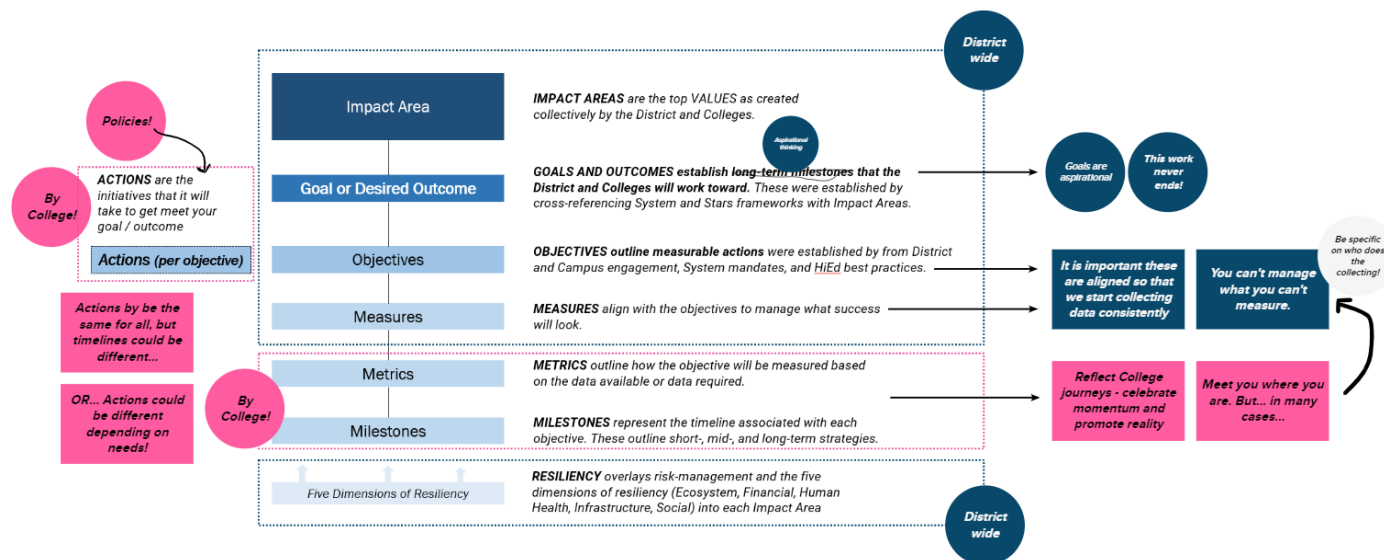 District
wide
Impact Area
IMPACT AREAS are the top VALUES as created
collectively by the District and Colleges.
Policies!
Aspirational
thinking
By
College!
ACTIONS are the
initiatives that it will
take to get meet your
goal / outcome
Actions (per objective)
Goal or Desired Outcome
GOALS AND OUTCOMES establish long-term milestones that the
District and Colleges will work toward. These were established by
cross-referencing System and Stars frameworks with Impact Areas.
Goals are
aspirational
This work
never
ends!
Objectives
OBJECTIVES outline measurable actions were established by from District
and Campus engagement, System mandates, and HiEd best practices.
Be specific
on who does
the
collecting!
It is important these
are aligned so that
we start collecting
data consistently
You can't manage
what you can't
measure.
Actions by be the
same for all, but
timelines could be
different...
Measures
MEASURES align with the objectives to manage what success
will look.
OR... Actions could
be different
depending on
needs!
By
College!
Metrics
METRICS outline how the objective will be measured based
on the data available or data required.
Milestones
MILESTONES represent the timeline associated with each
objective. These outline short-, mid-, and long-term strategies.
Reflect College
journeys - celebrate
momentum and
promote reality
Meet you where you
are. But... in many
cases...
Five Dimensions of Resiliency
RESILIENCY overlays risk-management and the five
dimensions of resiliency (Ecosystem, Financial, Human
Health, Infrastructure, Social) into each Impact Area
District
wide